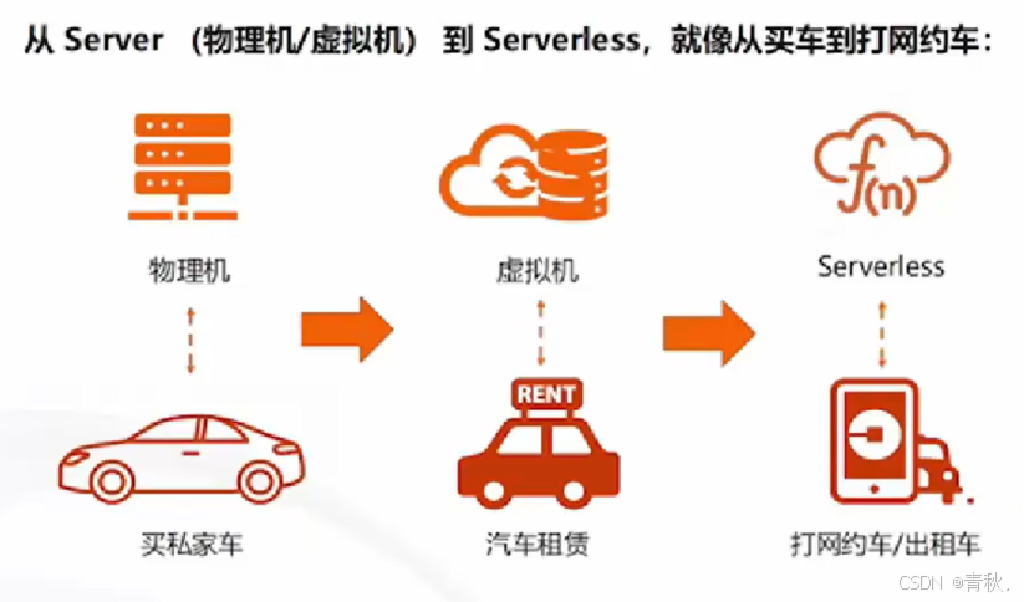 从 Server （物理机/虚拟机） 到 Serverless，就像从买车到打网约车：
f(n)
物理机
虚拟机
Serverless
RENT
买私家车
汽车租赁
打网约车/出租车
CSDN @青秋.